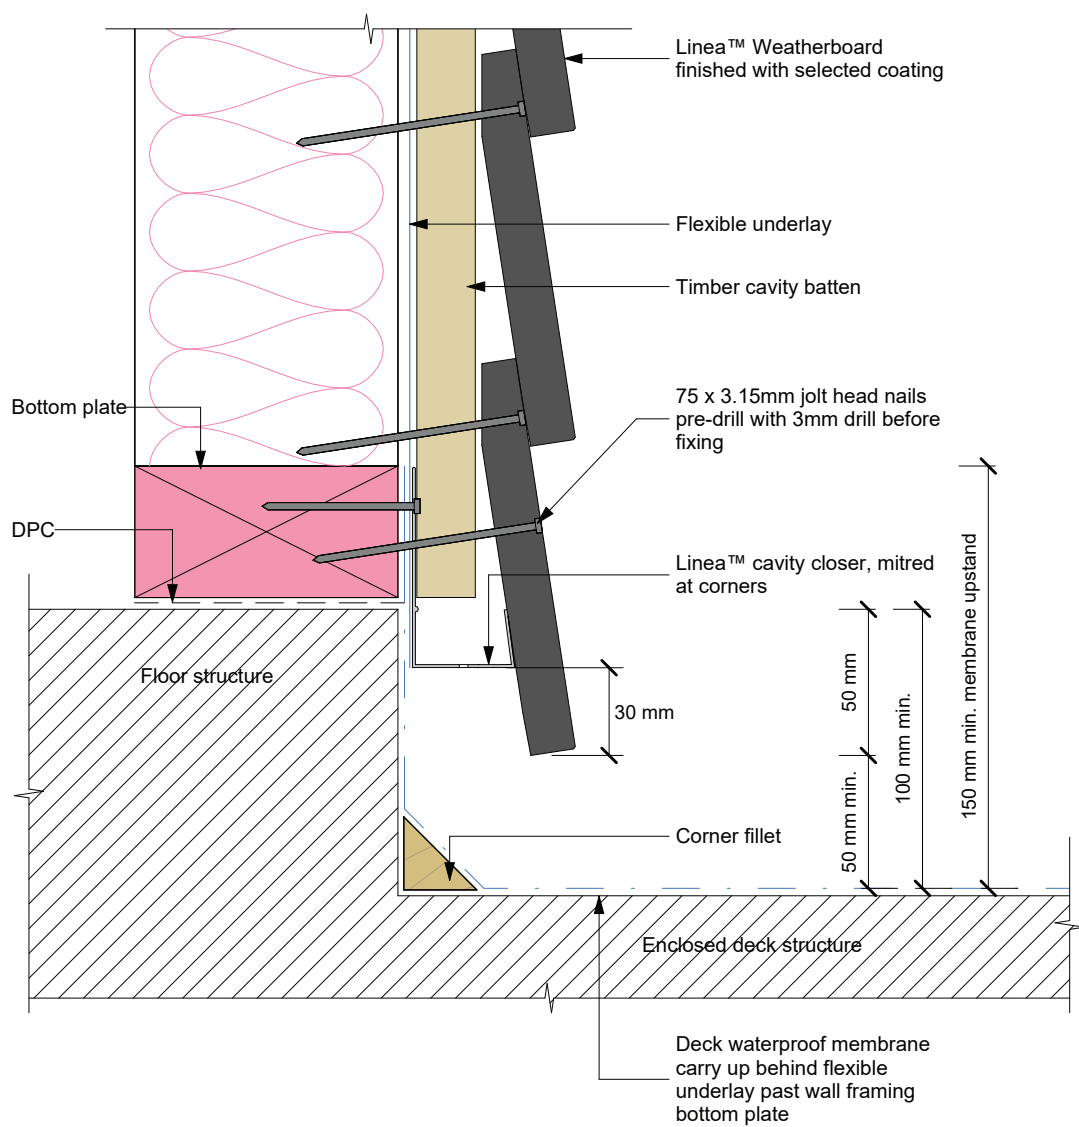 Linea™ Weatherboard
finished with selected coating
Flexible underlay
Timber cavity batten
Bottom plate
75 x 3.15mm jolt head nails
pre-drill with 3mm drill before
fixing
DPC
Linea™ cavity closer, mitred
at corners
Floor structure
30 mm
50 mm
50 mm min.
100 mm min.
150 mm min. membrane upstand
Corner fillet
Enclosed deck structure
Deck waterproof membrane
carry up behind flexible
underlay past wall framing
bottom plate